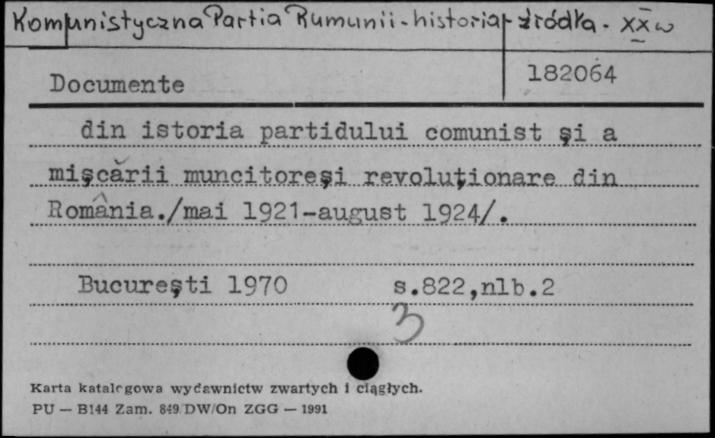 Komunistyczna Partia Rumunii - historia - źródła - XX w
182064
Documente
din istoria partidului comunist şi a
mişcării muncitoreşi revoluţionare din
România./mai 1921-august 1924/.
Bucureşti 1970 s.822,nlb.2
3
Karta katalogowa wydawnictw zwartych i ciągłych.
PU — B144 Zam. 849 DW/On ZGG — 1991